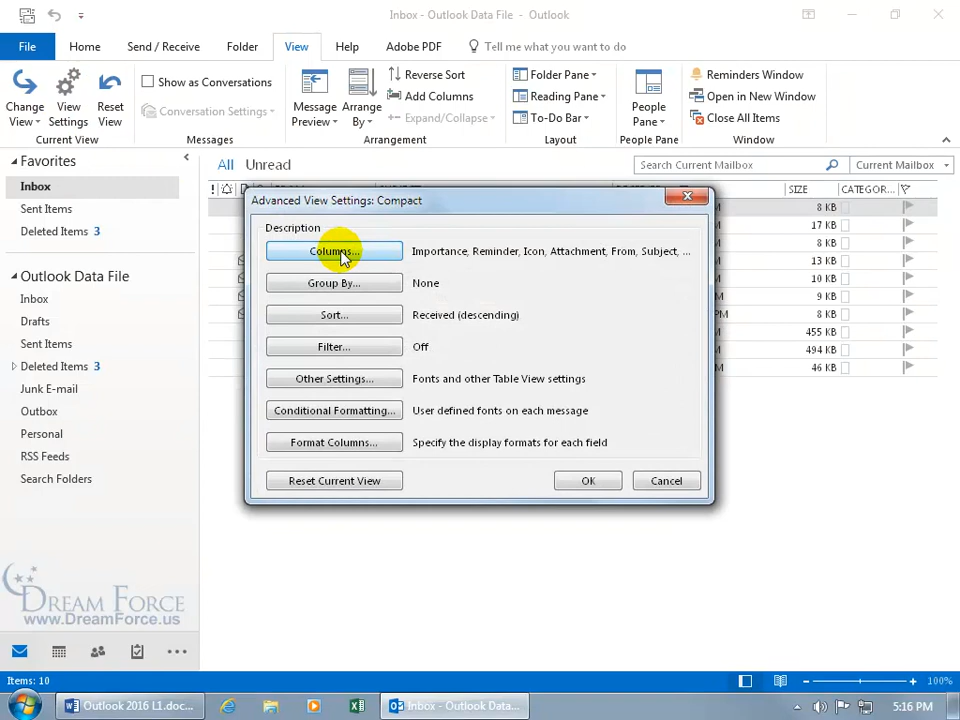 Inbox - Outlook Data File - Outlook
File Home Send / Receive Folder View Help Adobe PDF Tell me what you want to do
Change View
View Settings
Reset View
Current View
Show as Conversations
Conversation Settings
Messages
Message Preview
Arrange By
Reverse Sort
Add Columns
Expand/Collapse
Arrangement
Folder Pane
Reading Pane
To-Do Bar
Layout
People Pane
People Pane
Reminders Window
Open in New Window
Close All Items
Window
Favorites
Inbox
Sent Items
Deleted Items 3
Outlook Data File
Inbox
Drafts
Sent Items
Deleted Items 3
Junk E-mail
Outbox
Personal
RSS Feeds
Search Folders
DREAM FORCE
www.DreamForce.us
All Unread
Search Current Mailbox
Current Mailbox
SIZE CATEGOR...
8 KB
17 KB
8 KB
13 KB
10 KB
9 KB
8 KB
455 KB
494 KB
46 KB
Advanced View Settings: Compact
Description
Columns... Importance, Reminder, Icon, Attachment, From, Subject, ...
Group By... None
Sort... Received (descending)
Filter... Off
Other Settings... Fonts and other Table View settings
Conditional Formatting... User defined fonts on each message
Format Columns... Specify the display formats for each field
Reset Current View OK Cancel
Items: 10
100%
Outlook 2016 L1.doc...
Inbox - Outlook Data...
5:16 PM